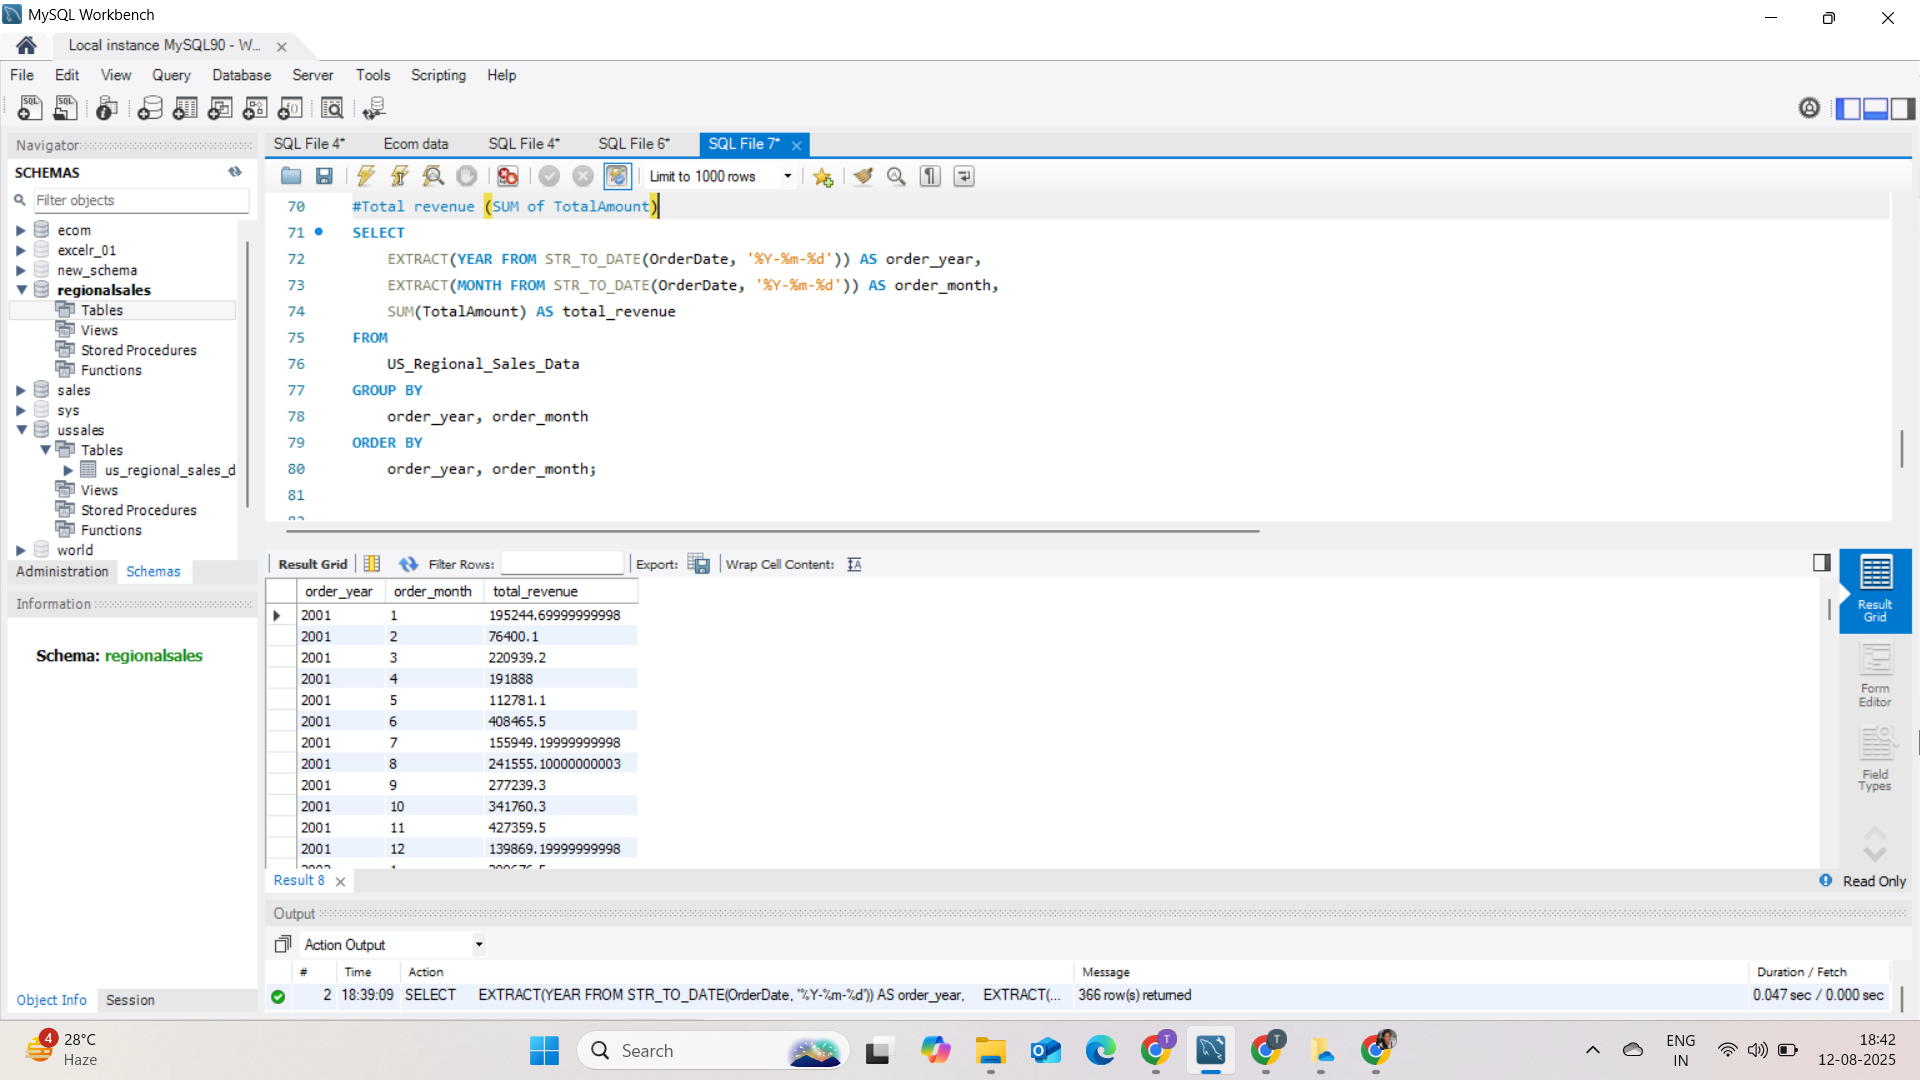 MySQL Workbench
Local instance MySQL90 - W...
File Edit View Query Database Server Tools Scripting Help
Navigator
SCHEMAS
Filter objects
ecom
excelr_01
new_schema
regionalsales
Tables
Views
Stored Procedures
Functions
sales
sys
ussales
Tables
us_regional_sales_d
Views
Stored Procedures
Functions
world
Administration Schemas
Information
Schema: regionalsales
Object Info Session
SQL File 4* Ecom data SQL File 4* SQL File 6* SQL File 7*
Limit to 1000 rows
70 #Total revenue (SUM of TotalAmount)
71 SELECT
72 EXTRACT(YEAR FROM STR_TO_DATE(OrderDate, '%Y-%m-%d')) AS order_year,
73 EXTRACT(MONTH FROM STR_TO_DATE(OrderDate, '%Y-%m-%d')) AS order_month,
74 SUM(TotalAmount) AS total_revenue
75 FROM
76 US_Regional_Sales_Data
77 GROUP BY
78 order_year, order_month
79 ORDER BY
80 order_year, order_month;
81
Result Grid Filter Rows: Export: Wrap Cell Content:
order_year order_month total_revenue
2001 1 195244.69999999998
2001 2 76400.1
2001 3 220939.2
2001 4 191888
2001 5 112781.1
2001 6 408465.5
2001 7 155949.19999999998
2001 8 241555.10000000003
2001 9 277239.3
2001 10 341760.3
2001 11 427359.5
2001 12 139869.19999999998
Result Grid
Form Editor
Field Types
Result 8 Read Only
Output
Action Output
# Time Action Message Duration / Fetch
2 18:39:09 SELECT EXTRACT(YEAR FROM STR_TO_DATE(OrderDate, '%Y-%m-%d')) AS order_year, EXTRACT(... 366 row(s) returned 0.047 sec / 0.000 sec
4 28°C
Haze
Search
T
T
ENG
IN
18:42
12-08-2025